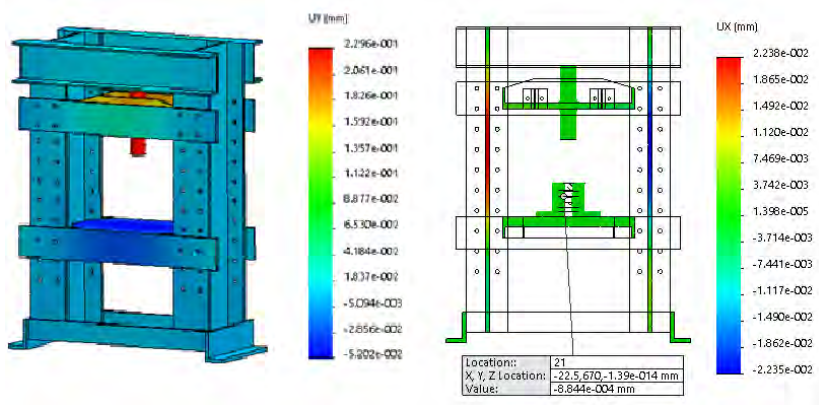 UY (mm)
2.296e-001
2.061e-001
1.826e-001
1.592e-001
1.357e-001
1.122e-001
8.877e-002
6.530e-002
4.184e-002
1.837e-002
-5.094e-003
-2.856e-002
-5.202e-002
UX (mm)
2.238e-002
1.865e-002
1.492e-002
1.120e-002
7.469e-003
3.742e-003
1.398e-005
-3.714e-003
-7.441e-003
-1.117e-002
-1.490e-002
-1.862e-002
-2.235e-002
Location:: 21
X, Y, Z Location: -22.5,670,-1.39e-014 mm
Value: -8.844e-004 mm